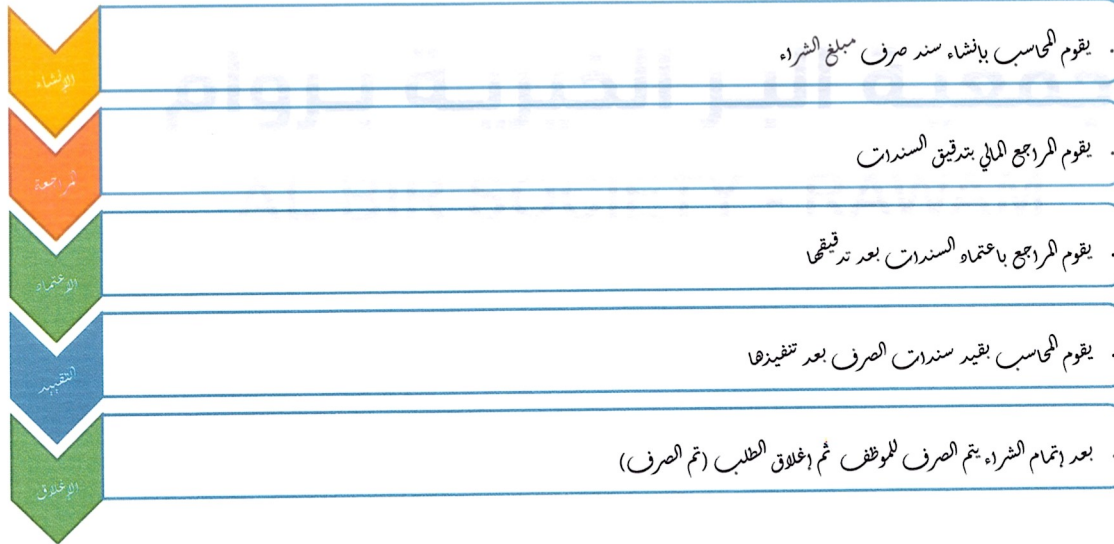 الإنشاء
. يقوم المحاسب بإنشاء سند صرف مبلغ الشراء
المراجعة
. يقوم المراجع المالي بتدقيق السندات
الإعتماد
. يقوم المراجع باعتماد السندات بعد تدقيقها
التقييد
. يقوم المحاسب بقيد سندات الصرف بعد تنفيذها
الإغلاق
. بعد إتمام الشراء يتم الصرف للموظف ثم إغلاق الطلب (تم الصرف)